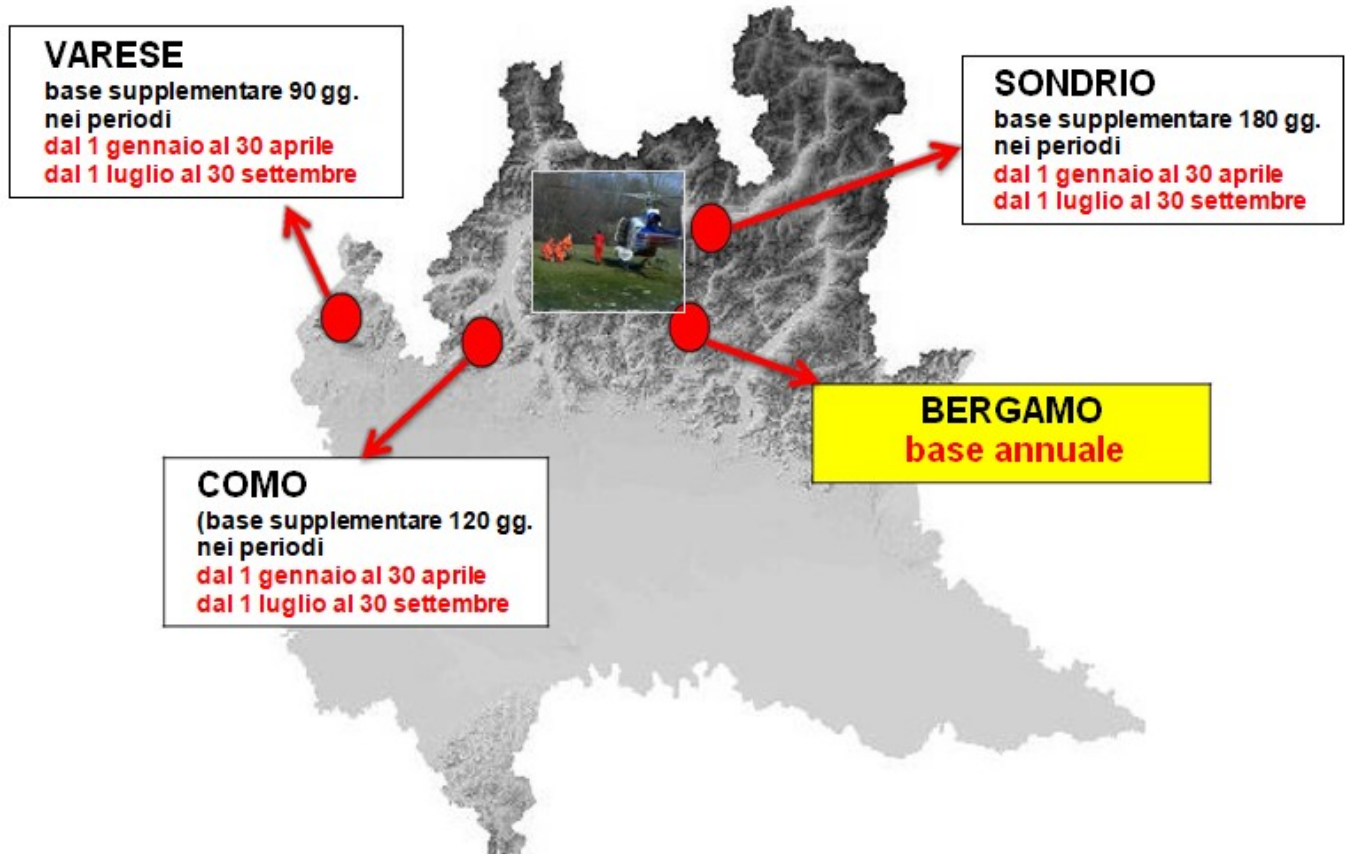 VARESE
base supplementare 90 gg.
nei periodi
dal 1 gennaio al 30 aprile
dal 1 luglio al 30 settembre
SONDRIO
base supplementare 180 gg.
nei periodi
dal 1 gennaio al 30 aprile
dal 1 luglio al 30 settembre
BERGAMO
base annuale
COMO
(base supplementare 120 gg.
nei periodi
dal 1 gennaio al 30 aprile
dal 1 luglio al 30 settembre